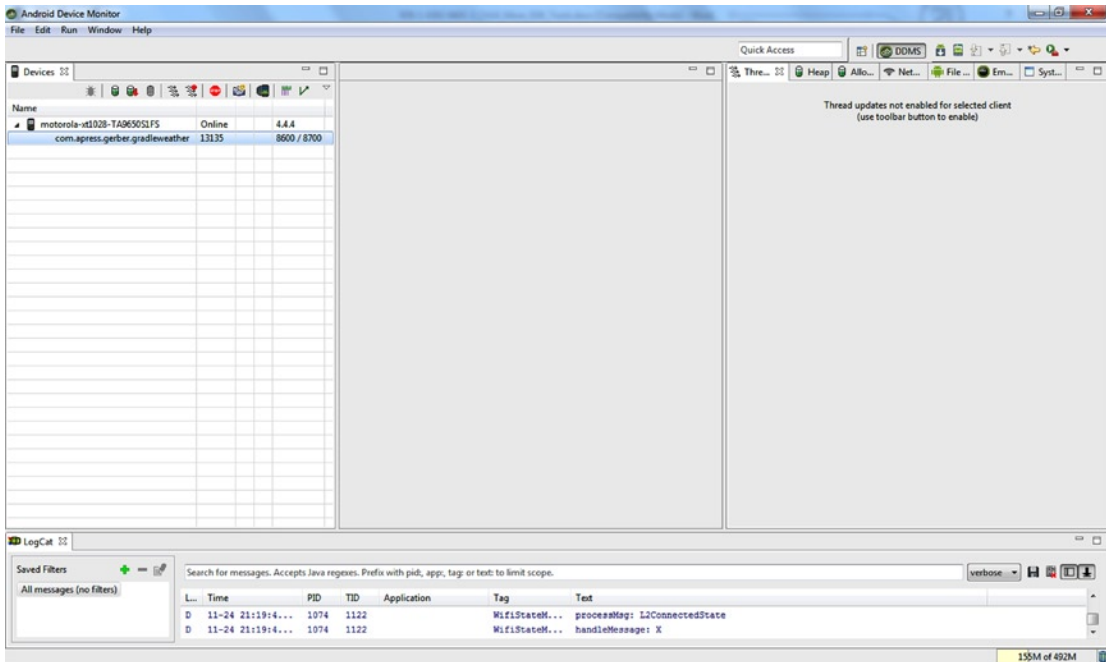 Android Device Monitor
File Edit Run Window Help
Quick Access
DDMS
Devices
Name
motorola-xt1028-TA9650S1FS Online 4.4.4
com.apress.gerber.gradleweather 13135 8600 / 8700
Thre... Heap Allo... Net... File ... Em... Syst...
Thread updates not enabled for selected client
(use toolbar button to enable)
LogCat
Saved Filters
All messages (no filters)
Search for messages. Accepts Java regexes. Prefix with pid:, app:, tag: or text: to limit scope.
verbose
L... Time PID TID Application Tag Text
D 11-24 21:19:4... 1074 1122 WifiStateM... processMsg: L2ConnectedState
D 11-24 21:19:4... 1074 1122 WifiStateM... handleMessage: X
155M of 492M